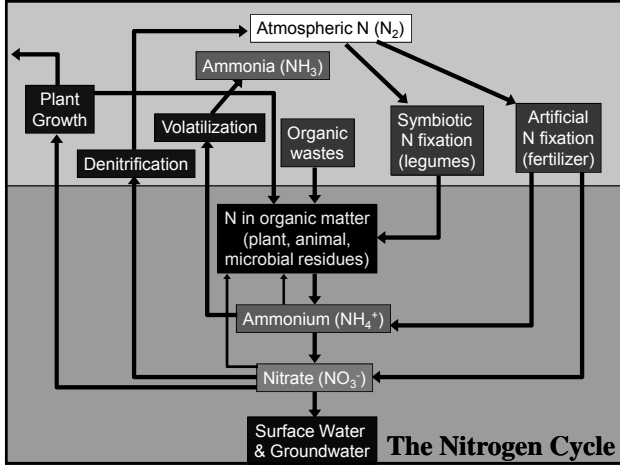 Atmospheric N (N₂)
Ammonia (NH₃)
Plant
Growth
Volatilization
Organic
wastes
Symbiotic
N fixation
(legumes)
Artificial
N fixation
(fertilizer)
Denitrification
N in organic matter
(plant, animal,
microbial residues)
Ammonium (NH₄⁺)
Nitrate (NO₃⁻)
Surface Water
& Groundwater
The Nitrogen Cycle